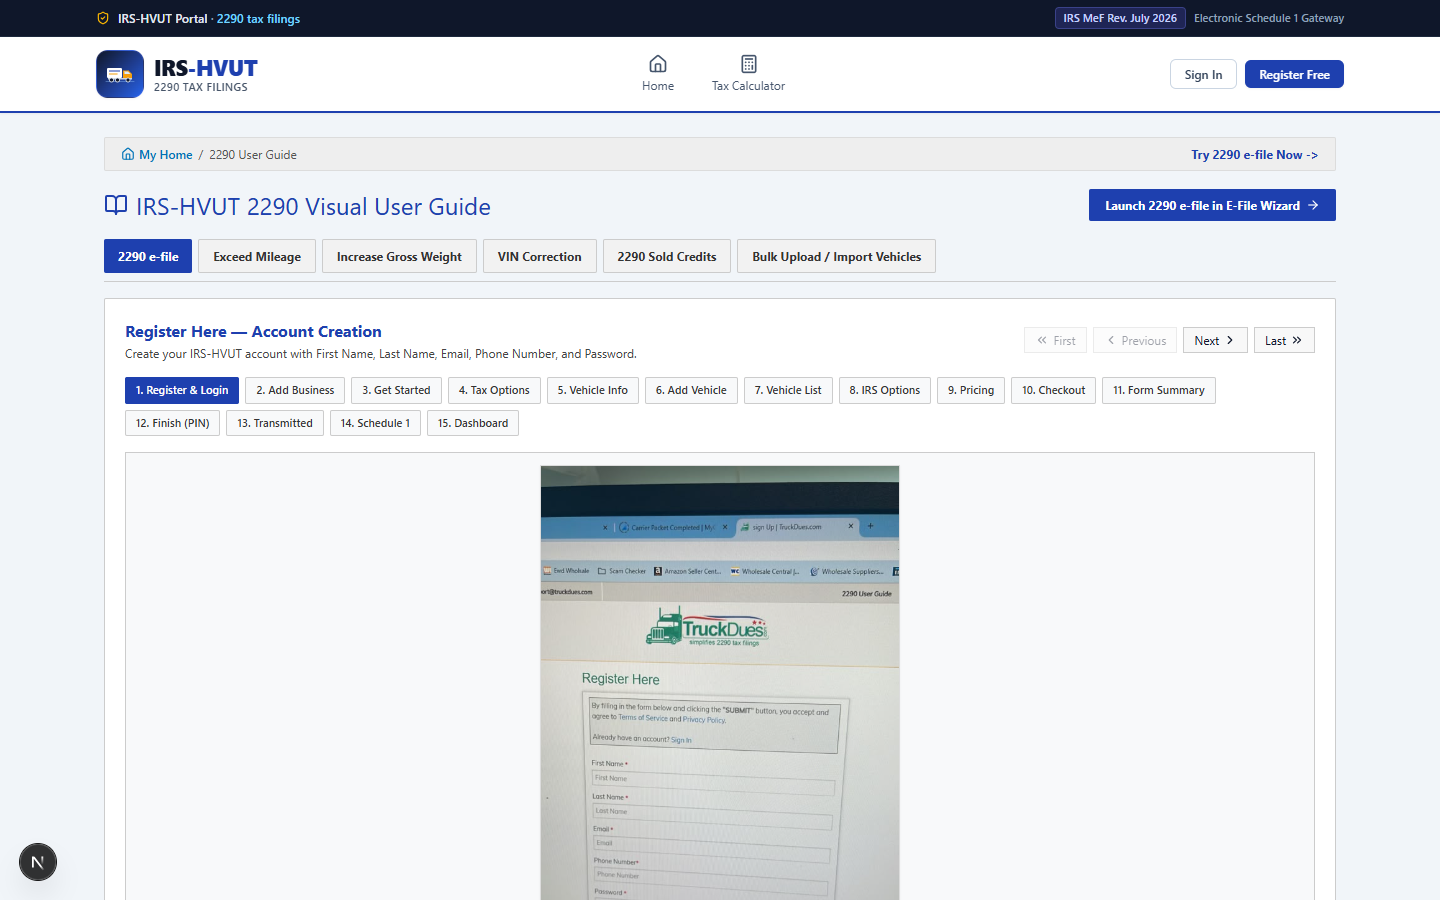 IRS-HVUT Portal · 2290 tax filings
IRS MeF Rev. July 2026
Electronic Schedule 1 Gateway
IRS-HVUT
2290 TAX FILINGS
Home
Tax Calculator
Sign In
Register Free
My Home / 2290 User Guide
Try 2290 e-file Now ->
IRS-HVUT 2290 Visual User Guide
Launch 2290 e-file in E-File Wizard
2290 e-file
Exceed Mileage
Increase Gross Weight
VIN Correction
2290 Sold Credits
Bulk Upload / Import Vehicles
Register Here — Account Creation
Create your IRS-HVUT account with First Name, Last Name, Email, Phone Number, and Password.
First
Previous
Next
Last
1. Register & Login
2. Add Business
3. Get Started
4. Tax Options
5. Vehicle Info
6. Add Vehicle
7. Vehicle List
8. IRS Options
9. Pricing
10. Checkout
11. Form Summary
12. Finish (PIN)
13. Transmitted
14. Schedule 1
15. Dashboard
Carrier Packet Completed | My
sign Up | TruckDues.com
Ewd Whole
Scam Checker
Amazon Seller Cent...
WC Wholesale Central |...
Wholesale Suppliers...
ort@truckdues.com
2290 User Guide
TruckDues
simplifies 2290 tax filings
Register Here
By filling in the form below and clicking the "SUBMIT" button, you accept and
agree to Terms of Service and Privacy Policy.
Already have an account? Sign In
First Name *
First Name
Last Name *
Last Name
Email *
Email
Phone Number*
Phone Number
Password *
N